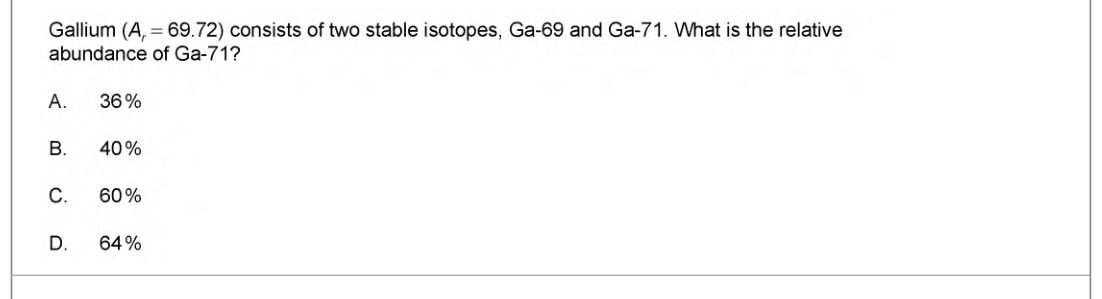 Gallium (Aᵣ = 69.72) consists of two stable isotopes, Ga-69 and Ga-71. What is the relative
abundance of Ga-71?
A. 36%
B. 40%
C. 60%
D. 64%